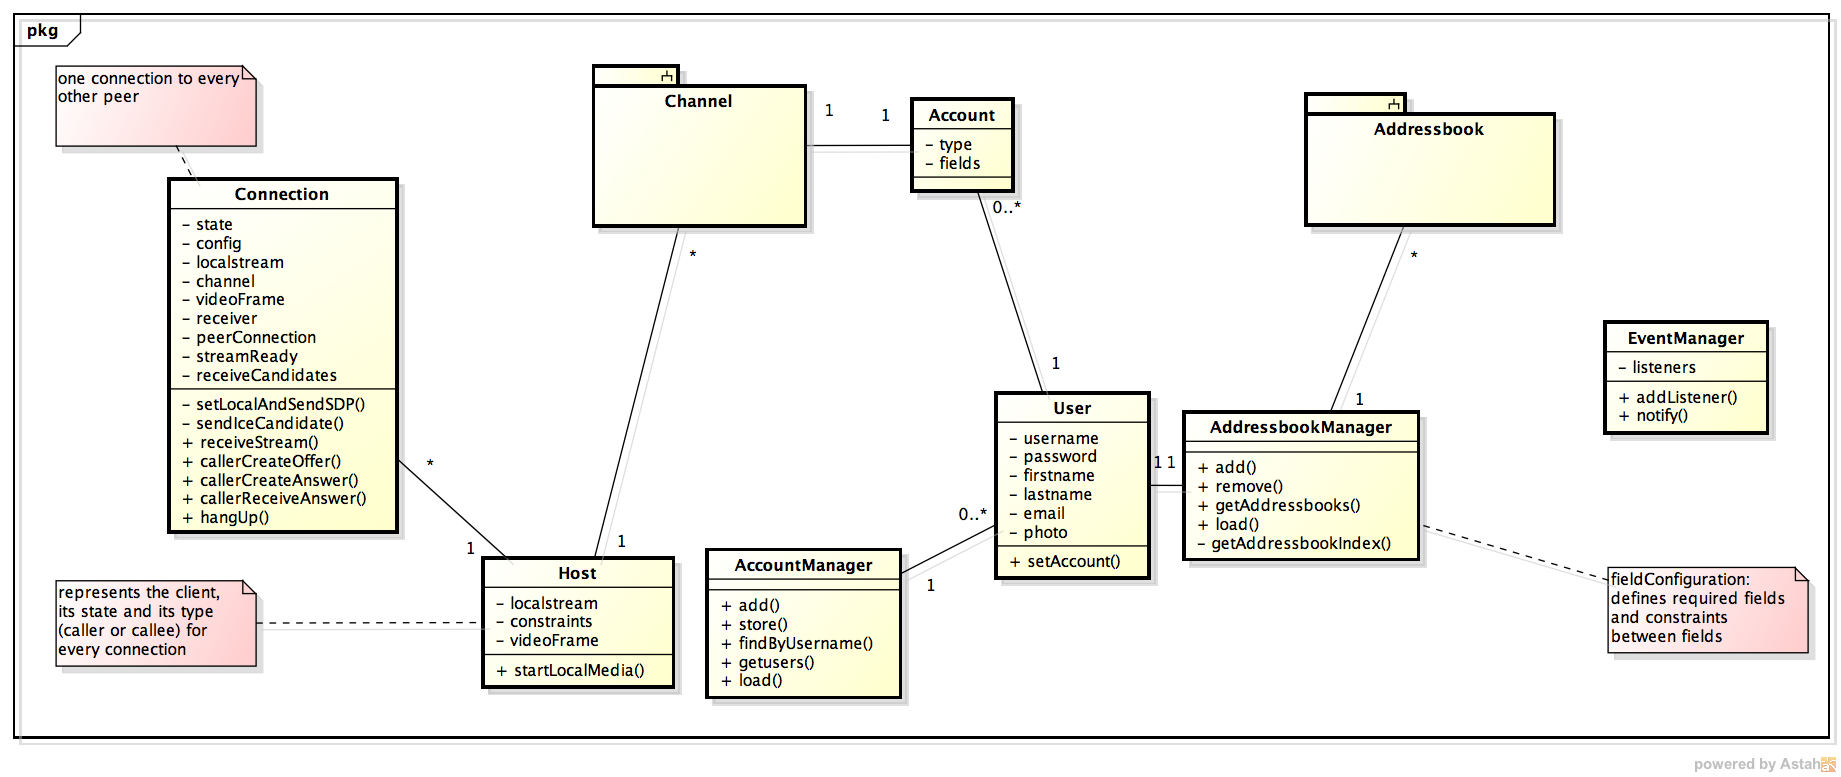 pkg
one connection to every
other peer
Connection
– state
– config
– localstream
– channel
– videoFrame
– receiver
– peerConnection
– streamReady
– receiveCandidates
– setLocalAndSendSDP()
– sendIceCandidate()
+ receiveStream()
+ callerCreateOffer()
+ callerCreateAnswer()
+ callerReceiveAnswer()
+ hangUp()
*
1
represents the client,
its state and its type
(caller or callee) for
every connection
Channel
1
1
*
1
Host
– localstream
– constraints
– videoFrame
+ startLocalMedia()
Account
– type
– fields
0..*
1
User
– username
– password
– firstname
– lastname
– email
– photo
+ setAccount()
0..*
1
AccountManager
+ add()
+ store()
+ findByUsername()
+ getusers()
+ load()
1 1
Addressbook
*
1
AddressbookManager
+ add()
+ remove()
+ getAddressbooks()
+ load()
– getAddressbookIndex()
EventManager
– listeners
+ addListener()
+ notify()
fieldConfiguration:
defines required fields
and constraints
between fields
powered by Astah